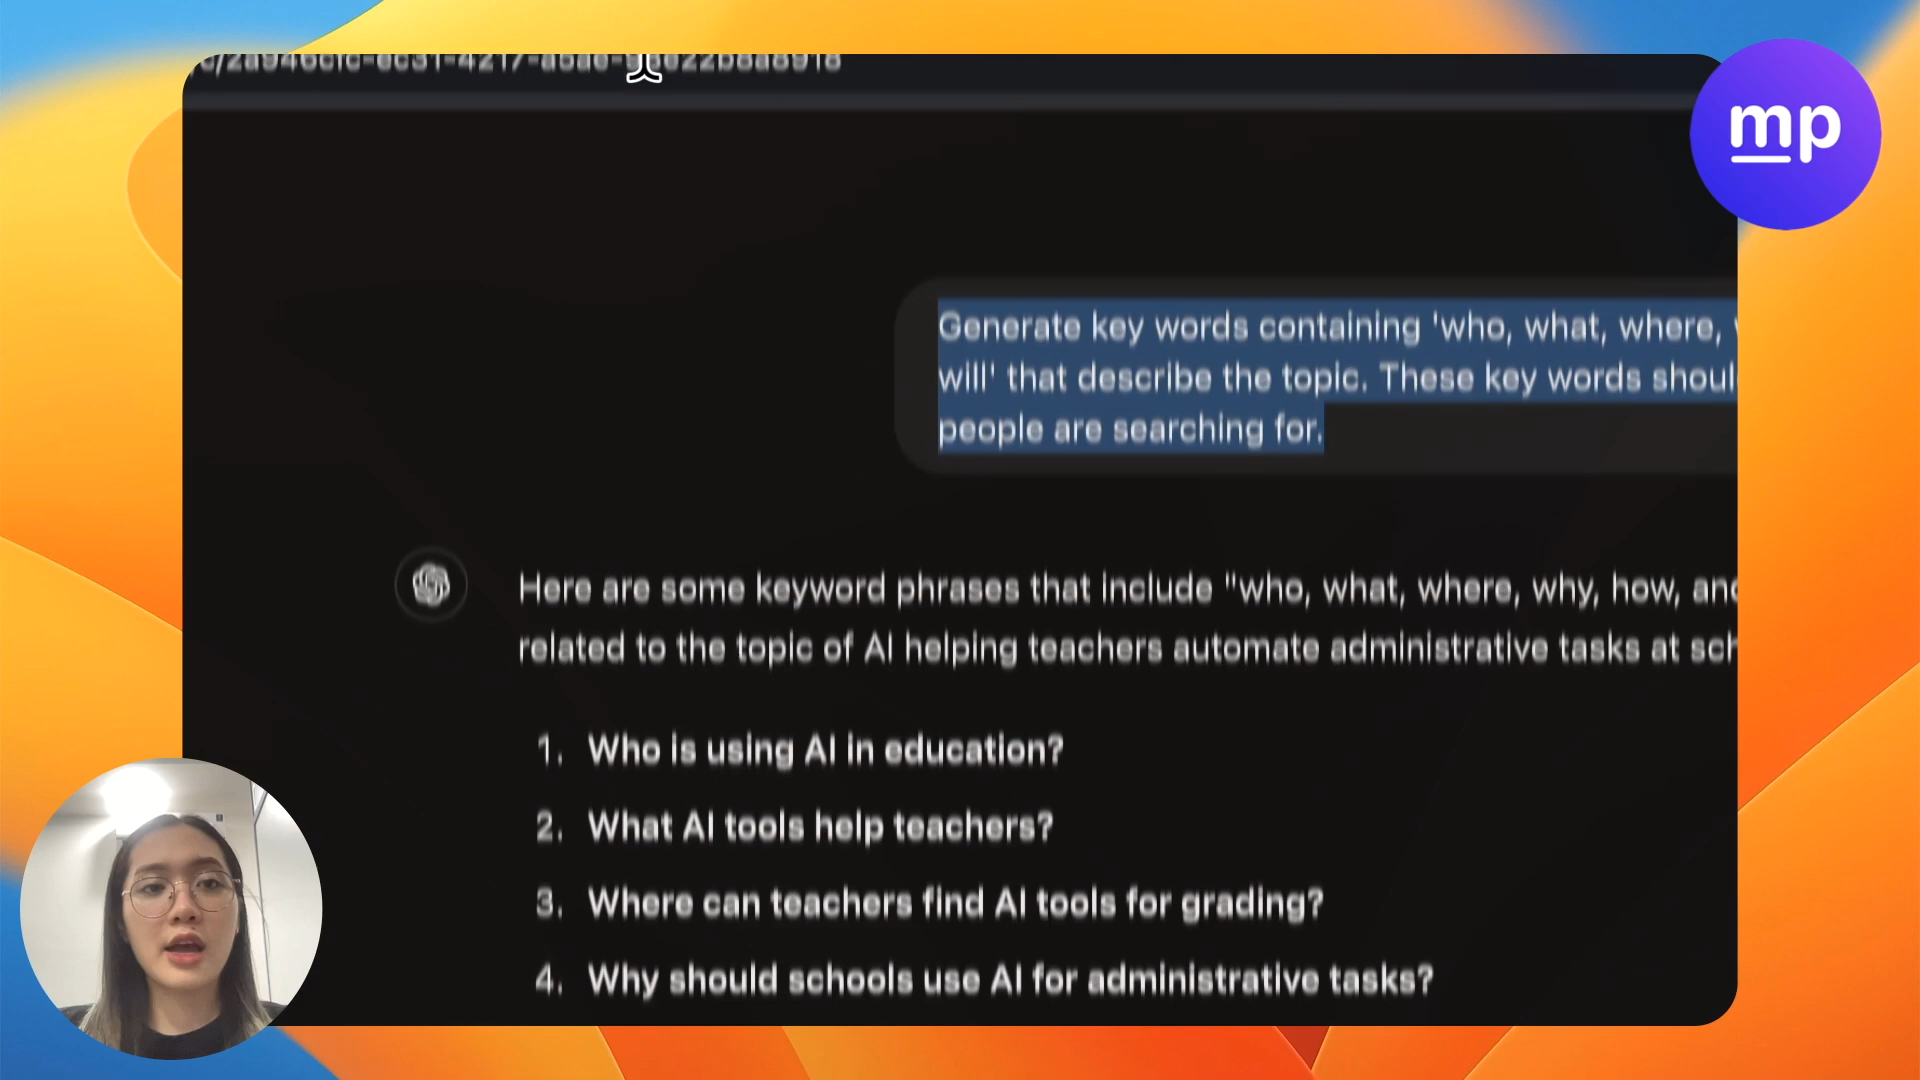 mp
Generate key words containing 'who, what, where,
will' that describe the topic. These key words
people are searching for.
Here are some keyword phrases that include "who, what, where, why, how,
related to the topic of AI helping teachers automate administrative tasks at
1. Who is using AI in education?
2. What AI tools help teachers?
3. Where can teachers find AI tools for grading?
4. Why should schools use AI for administrative tasks?